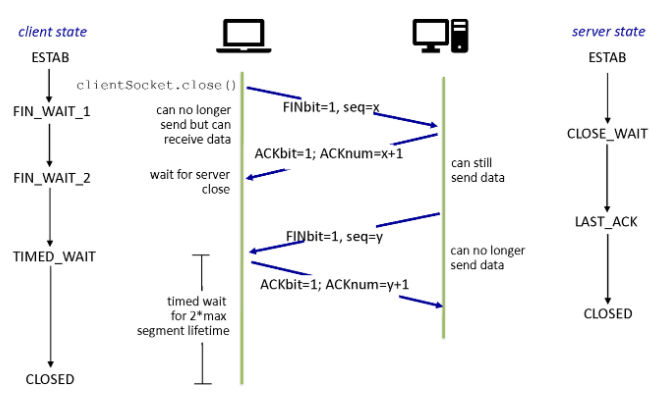 client state
server state
ESTAB
ESTAB
clientSocket.close()
FINbit=1, seq=x
FIN_WAIT_1
can no longer
send but can
receive data
CLOSE_WAIT
ACKbit=1; ACKnum=x+1
can still
send data
FIN_WAIT_2
wait for server
close
LAST_ACK
FINbit=1, seq=y
can no longer
send data
TIMED_WAIT
ACKbit=1; ACKnum=y+1
timed wait
for 2*max
segment lifetime
CLOSED
CLOSED